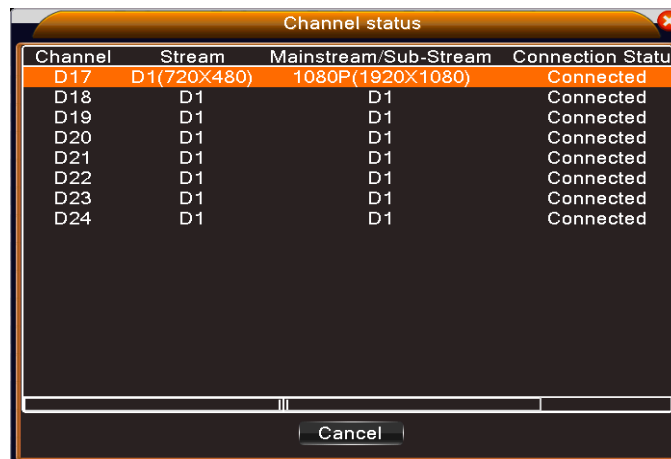 Channel status
Channel Stream Mainstream/Sub-Stream Connection Statu
D17 D1(720X480) 1080P(1920X1080) Connected
D18 D1 D1 Connected
D19 D1 D1 Connected
D20 D1 D1 Connected
D21 D1 D1 Connected
D22 D1 D1 Connected
D23 D1 D1 Connected
D24 D1 D1 Connected
Cancel